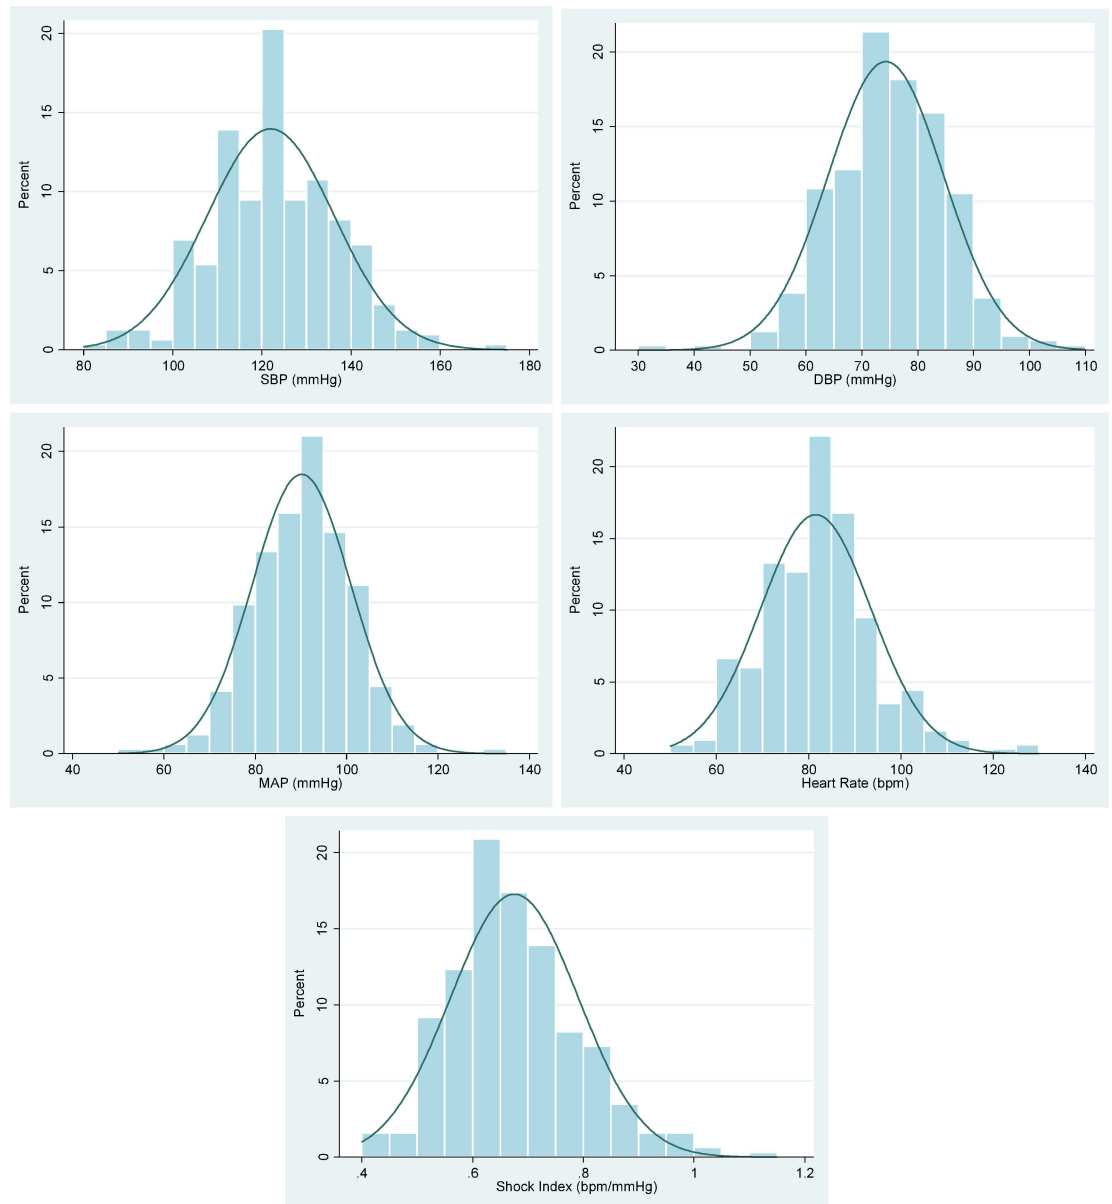 Percent
20
15
10
5
0
80 100 120 140 160 180
SBP (mmHg)
Percent
20
15
10
5
0
30 40 50 60 70 80 90 100 110
DBP (mmHg)
Percent
20
15
10
5
0
40 60 80 100 120 140
MAP (mmHg)
Percent
20
15
10
5
0
40 60 80 100 120 140
Heart Rate (bpm)
Percent
20
15
10
5
0
.4 .6 .8 1 1.2
Shock Index (bpm/mmHg)